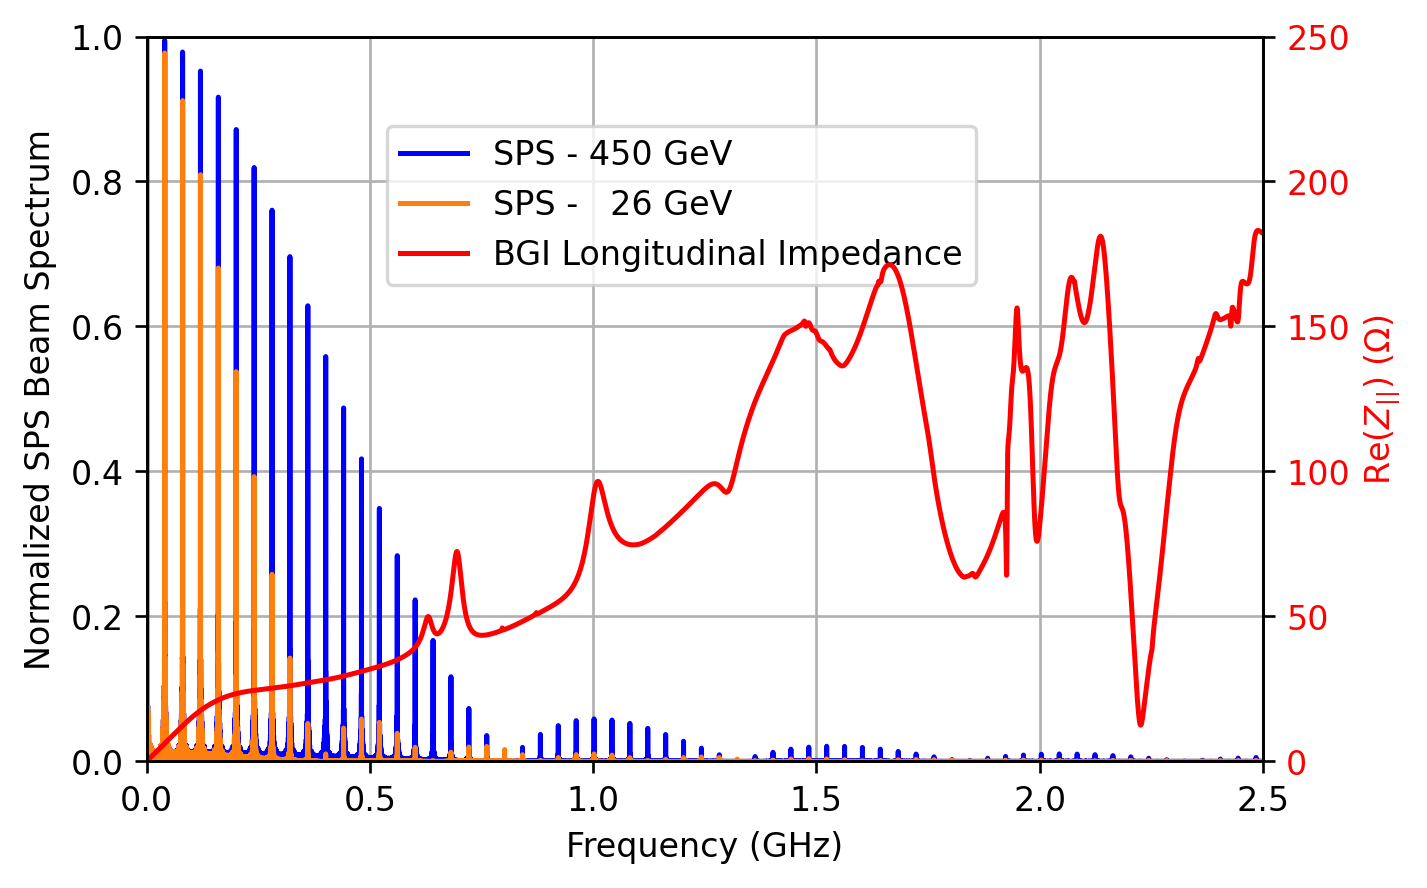 Normalized SPS Beam Spectrum
1.0
0.8
0.6
0.4
0.2
0.0
SPS - 450 GeV
SPS -   26 GeV
BGI Longitudinal Impedance
250
200
150
100
50
0
Re(Z||) (Ω)
0.0 0.5 1.0 1.5 2.0 2.5
Frequency (GHz)